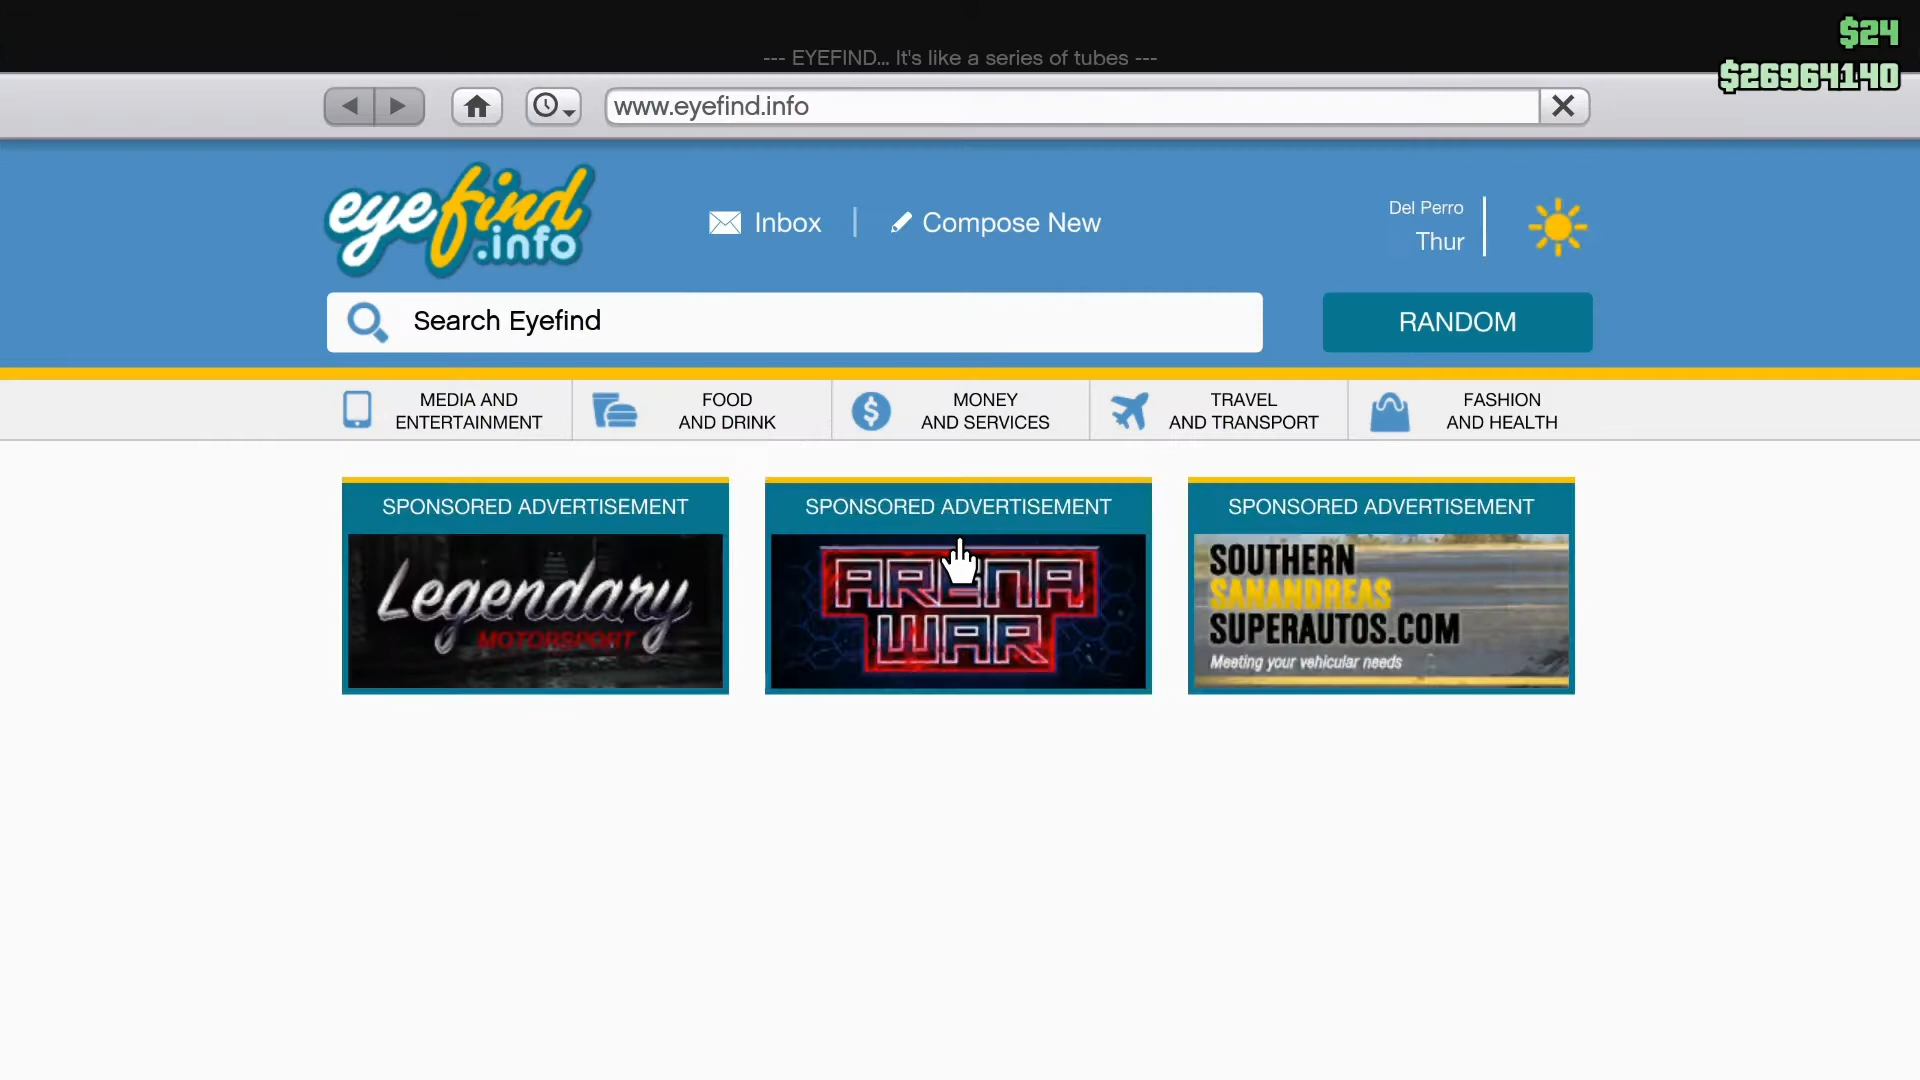 $24
--- EYEFIND... It's like a series of tubes ---
$26964140
www.eyefind.info
eyefind
.info
Inbox
Compose New
Del Perro
Thur
Search Eyefind
RANDOM
MEDIA AND
ENTERTAINMENT
FOOD
AND DRINK
MONEY
AND SERVICES
TRAVEL
AND TRANSPORT
FASHION
AND HEALTH
SPONSORED ADVERTISEMENT
Legendary
MOTORSPORT
SPONSORED ADVERTISEMENT
ARENA
WAR
SPONSORED ADVERTISEMENT
SOUTHERN
SANANDREAS
SUPERAUTOS.COM
Meeting your vehicular needs